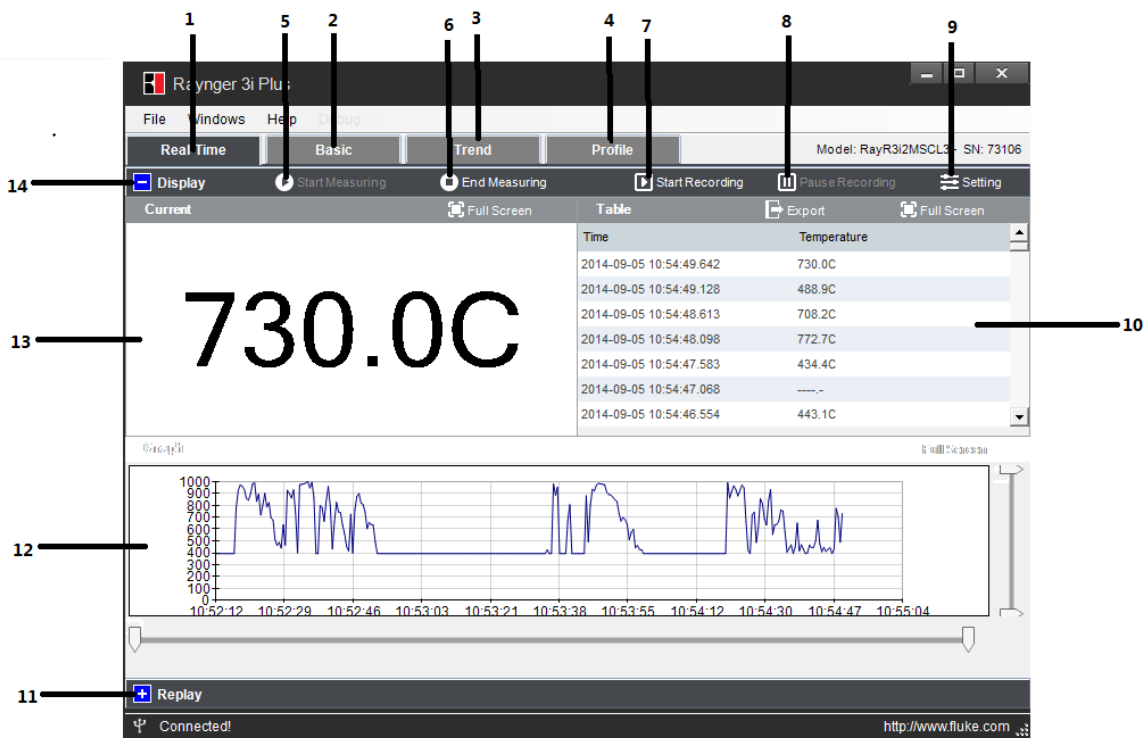 1 5 2 6 3 4 7 8 9
Raynger 3i Plus
File Windows Help Debug
Real Time Basic Trend Profile Model: RayR3i2MSCL3 - SN: 73106
14 Display Start Measuring End Measuring Start Recording Pause Recording Setting
Current Full Screen Table Export Full Screen
Time Temperature
2014-09-05 10:54:49.642 730.0C
2014-09-05 10:54:49.128 488.9C
2014-09-05 10:54:48.613 708.2C
10
730.0C
13
2014-09-05 10:54:48.098 772.7C
2014-09-05 10:54:47.583 434.4C
2014-09-05 10:54:47.068 ----.-
2014-09-05 10:54:46.554 443.1C
Graph Full Screen
1000
900
800
700
600
500
12
400
300
200
100
0
10:52:12 10:52:29 10:52:46 10:53:03 10:53:21 10:53:38 10:53:55 10:54:12 10:54:30 10:54:47 10:55:04
11 Replay
Connected! http://www.fluke.com